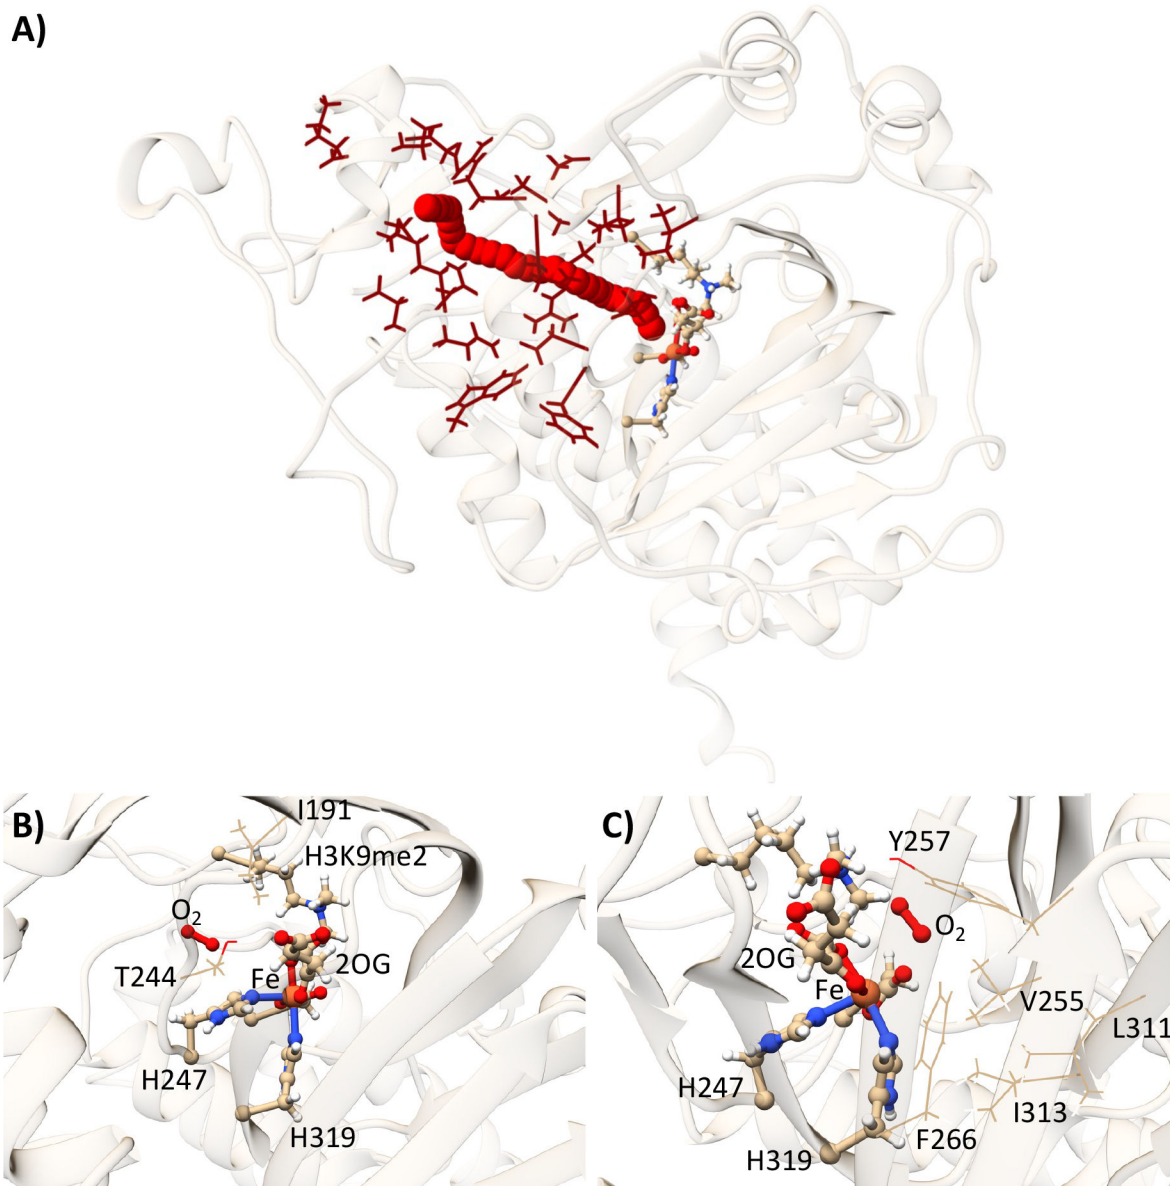 A)
B)
I191
H3K9me2
O2
T244
Fe
2OG
H247
H319
C)
Y257
O2
2OG
Fe
V255
L311
H247
I313
F266
H319